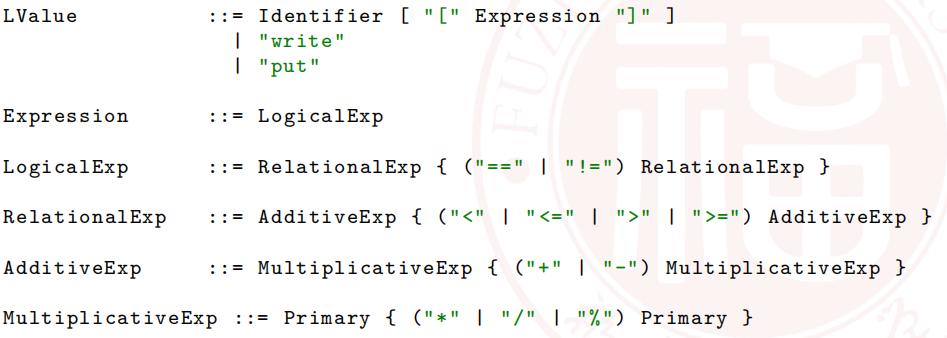 LValue ::= Identifier [ "[" Expression "]" ]
| "write"
| "put"
Expression ::= LogicalExp
LogicalExp ::= RelationalExp { ("==" | "!=") RelationalExp }
RelationalExp ::= AdditiveExp { ("<" | "<=" | ">" | ">=") AdditiveExp }
AdditiveExp ::= MultiplicativeExp { ("+" | "-") MultiplicativeExp }
MultiplicativeExp ::= Primary { ("*" | "/" | "%") Primary }